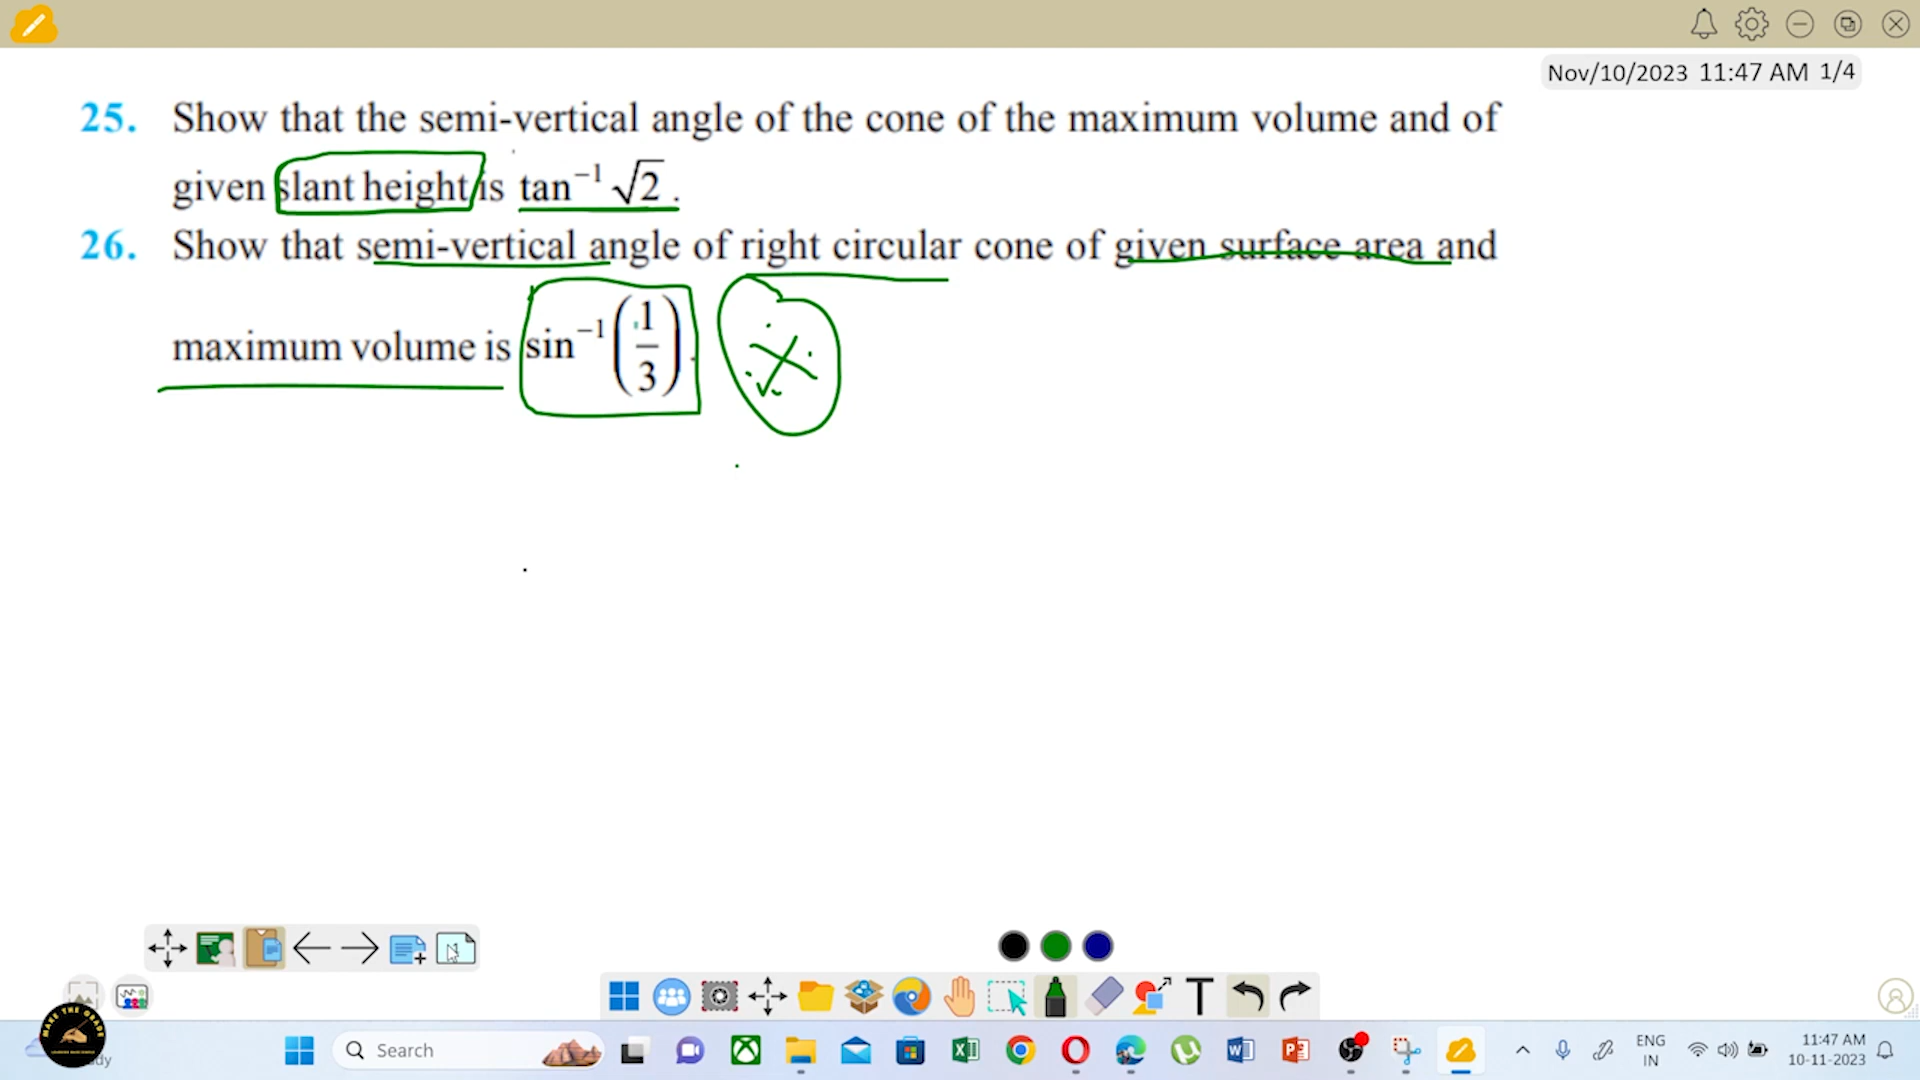 Nov/10/2023 11:47 AM 1/4
25. Show that the semi-vertical angle of the cone of the maximum volume and of
given slant height is tan⁻¹ √2 .
26. Show that semi-vertical angle of right circular cone of given surface area and
maximum volume is sin⁻¹ (1/3).
MAKE THE GRADE
Search
ENG
IN
11:47 AM
10-11-2023